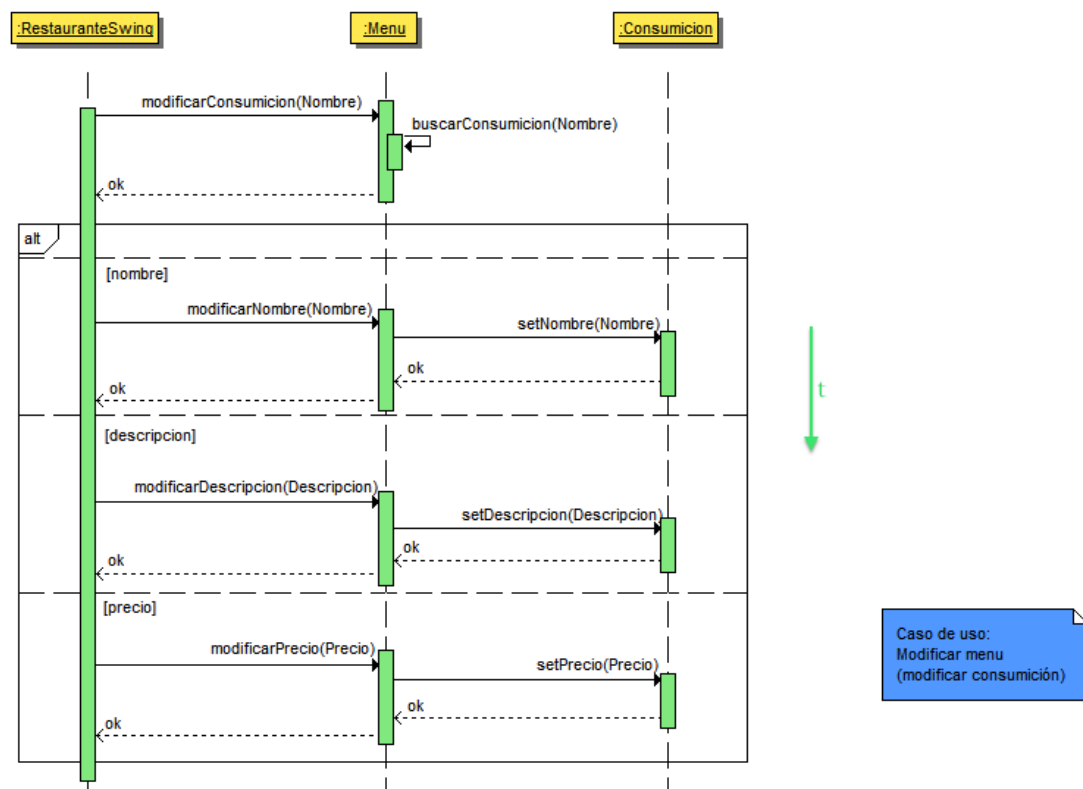 :RestauranteSwing
:Menu
:Consumicion
modificarConsumicion(Nombre)
buscarConsumicion(Nombre)
ok
alt
[nombre]
modificarNombre(Nombre)
setNombre(Nombre)
ok
ok
t
[descripcion]
modificarDescripcion(Descripcion)
setDescripcion(Descripcion)
ok
ok
[precio]
modificarPrecio(Precio)
setPrecio(Precio)
ok
ok
Caso de uso:
Modificar menu
(modificar consumición)